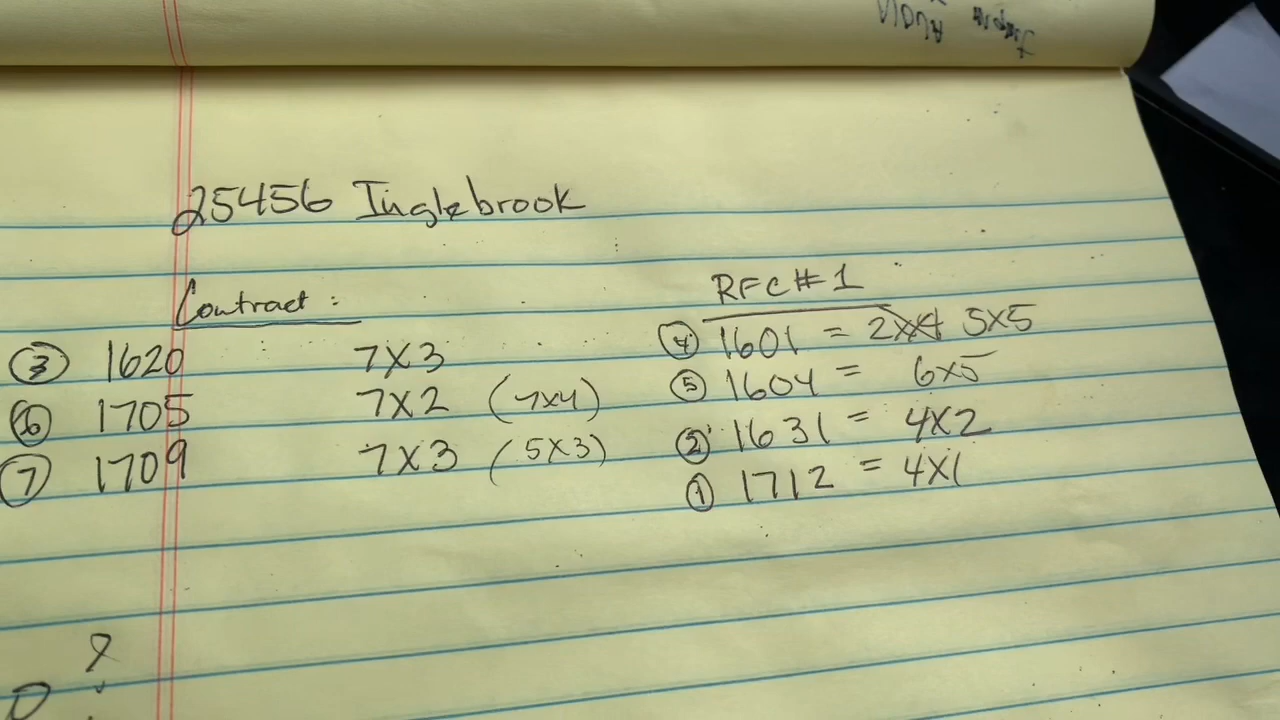 25456 Inglebrook
Contract:
③ 1620 7X3
⑥ 1705 7X2 (7X4)
⑦ 1709 7X3 (5X3)
RFC#1
④ 1601 = 5X5
⑤ 1604 = 6X5
② 1631 = 4X2
① 1712 = 4X1